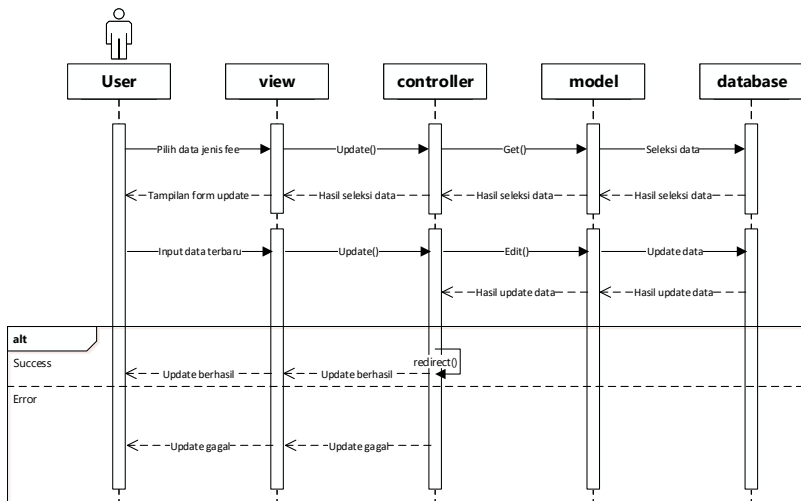 User view controller model database
Pilih data jenis fee Update() Get() Seleksi data
Tampilan form update Hasil seleksi data Hasil seleksi data Hasil seleksi data
Input data terbaru Update() Edit() Update data
Hasil update data Hasil update data
alt
Success
redirect()
Update berhasil Update berhasil
Error
Update gagal Update gagal